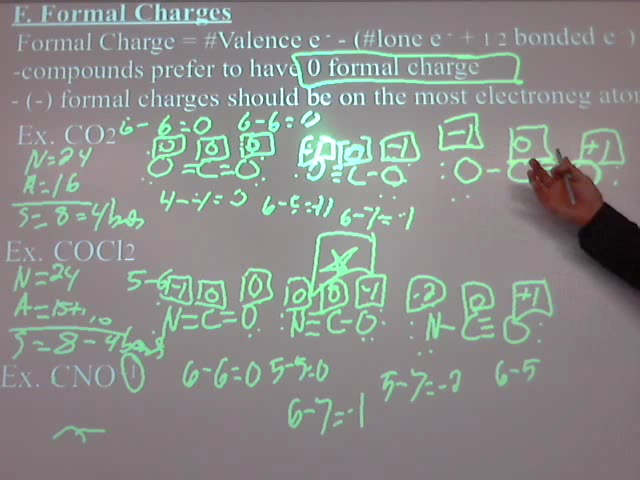 F. Formal Charges
Formal Charge = #Valence e⁻ - (#lone e⁻ + 1/2 bonded e⁻)
-compounds prefer to have 0 formal charge
- (-) formal charges should be on the most electroneg ato
Ex. CO2
6-6=0 6-6=0
N=24
A=16
S=8=4
0 0 0
O=C=O
0 -1
C-O
-1 0 +1
O-
6-7=-1
Ex. COCl2
N=24
S=8-4
5-6
-1 0 0
N=C=O
0 0 -1
N≡C-O
-2 0 +1
N-C≡O
Ex. CNO -1
6-6=0 5-5=0
6-7=-1
5-7=-2
6-5